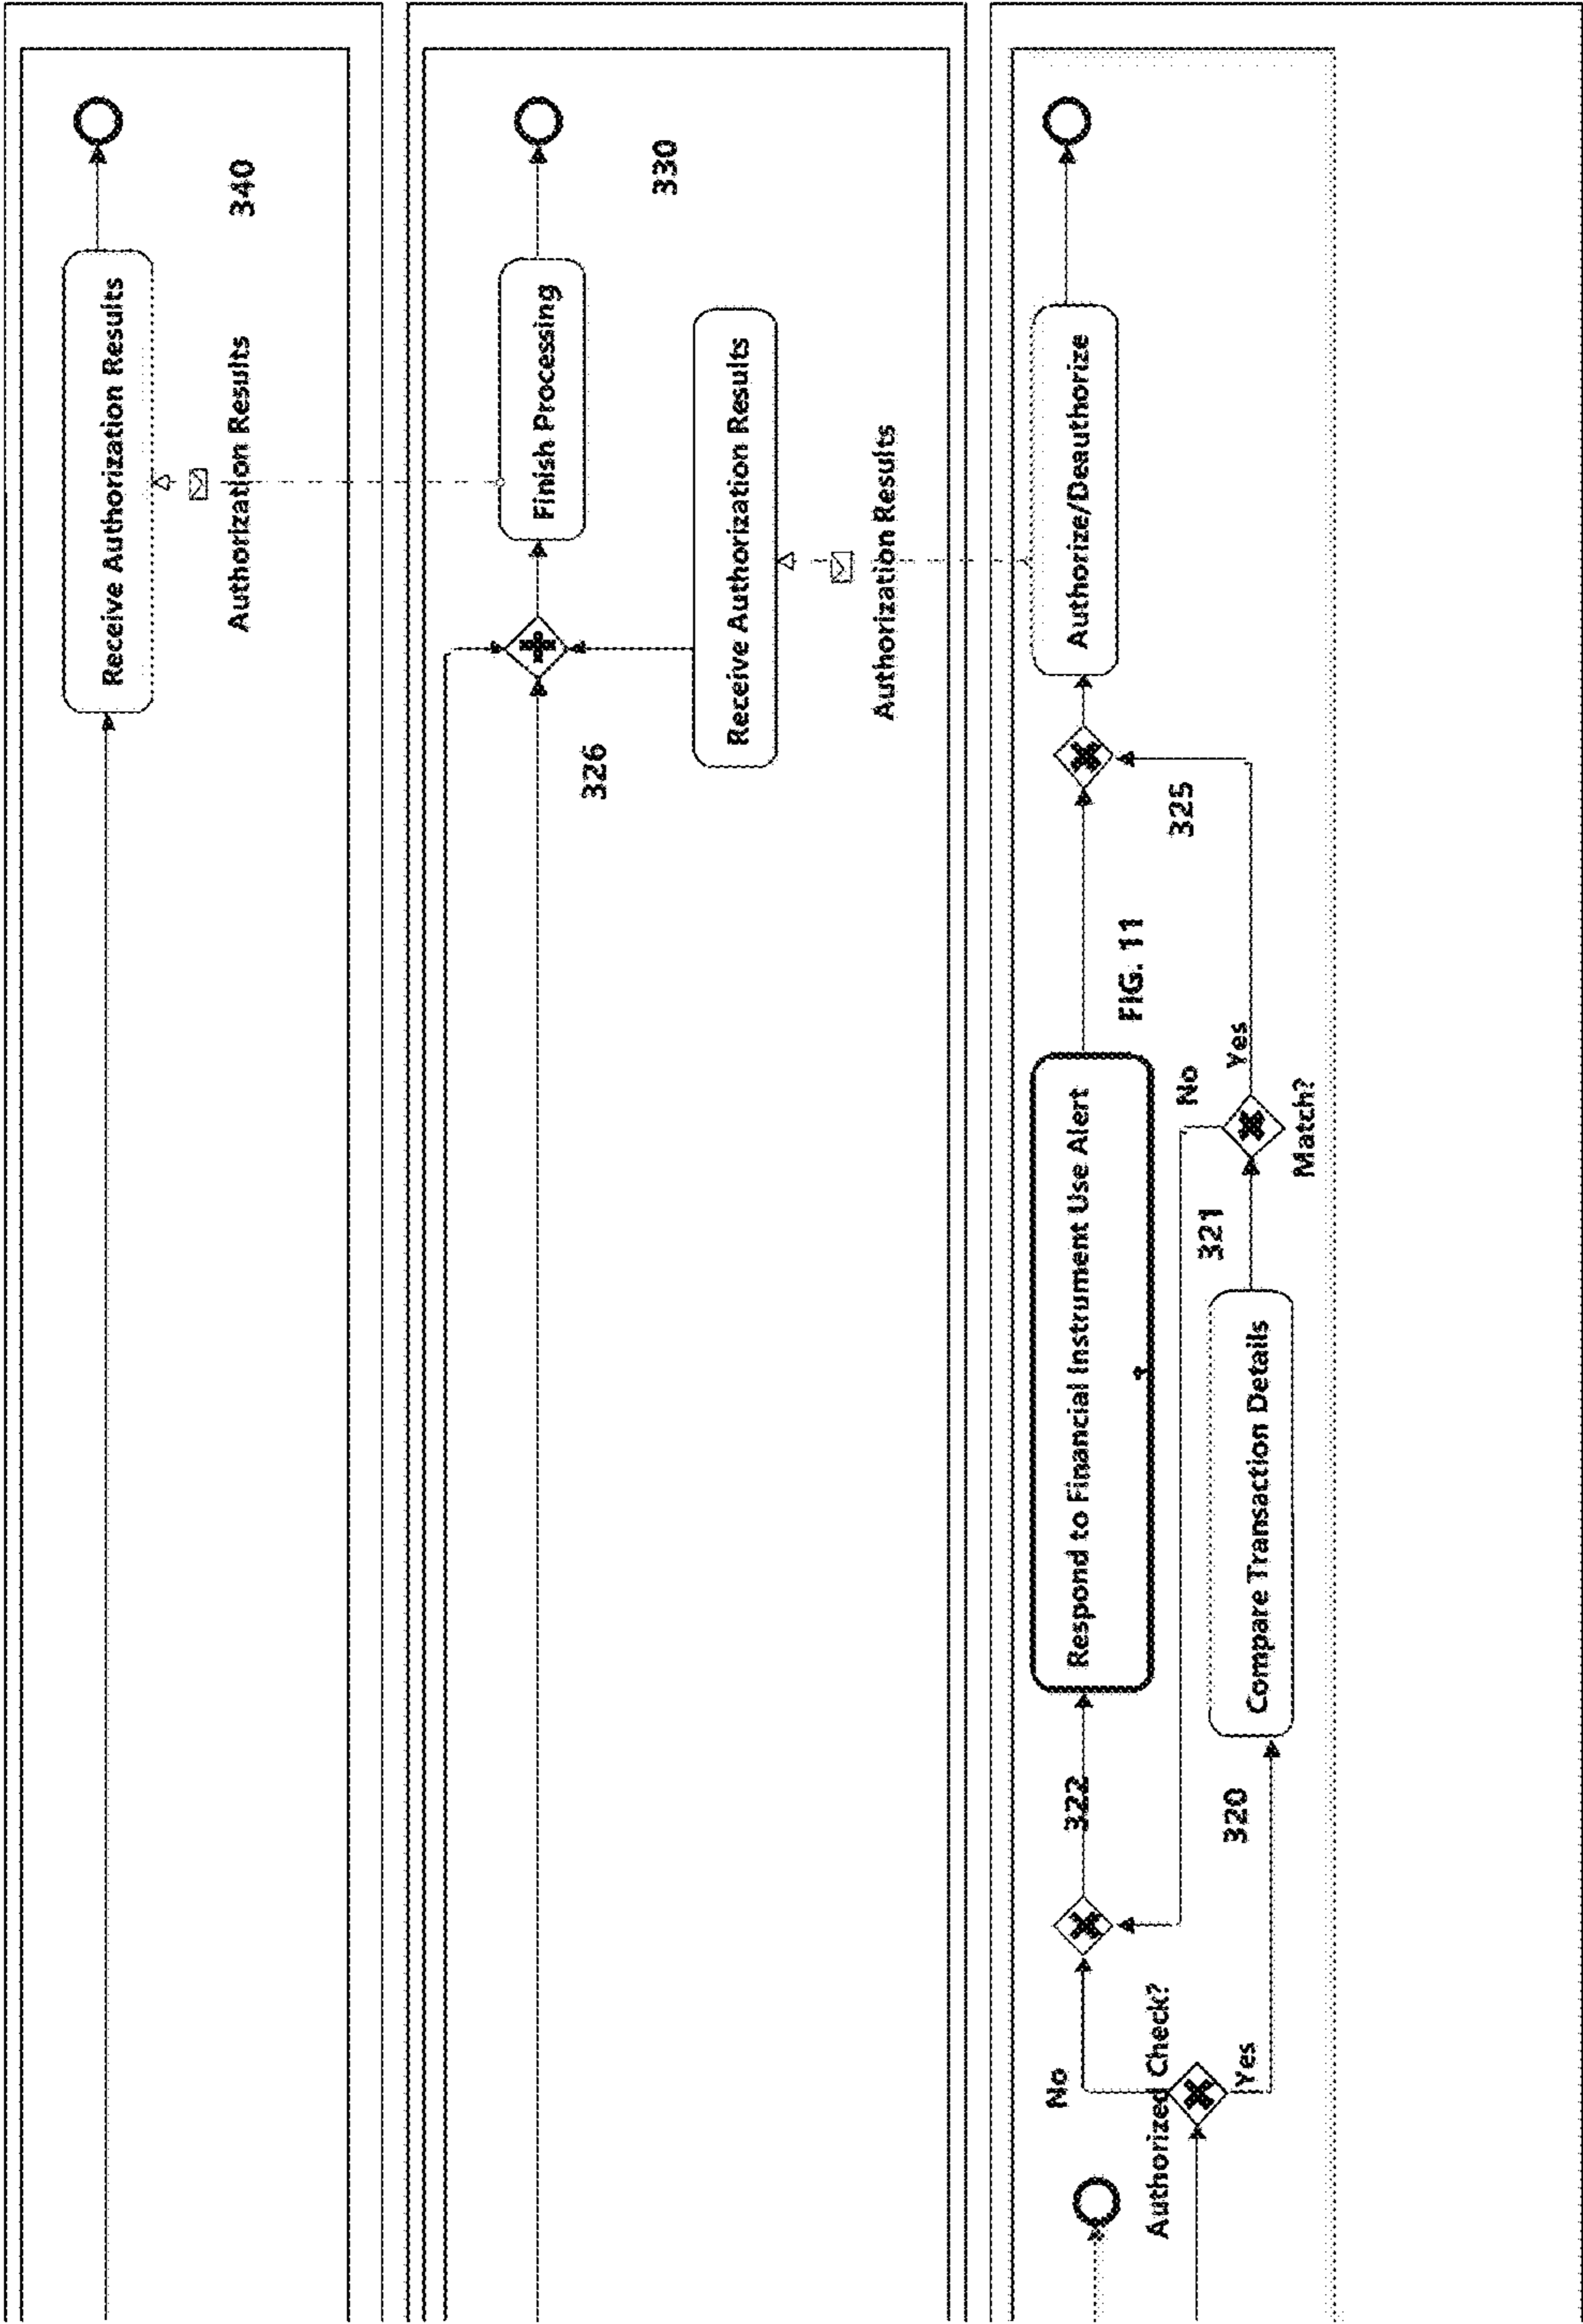 Receive Authorization Results
340
Authorization Results
Finish Processing
330
326
Receive Authorization Results
Authorization Results
Authorize/Deauthorize
325
FIG. 11
Respond to Financial Instrument Use Alert
322
No
Yes
Match?
321
Compare Transaction Details
320
No
Authorized Check?
Yes